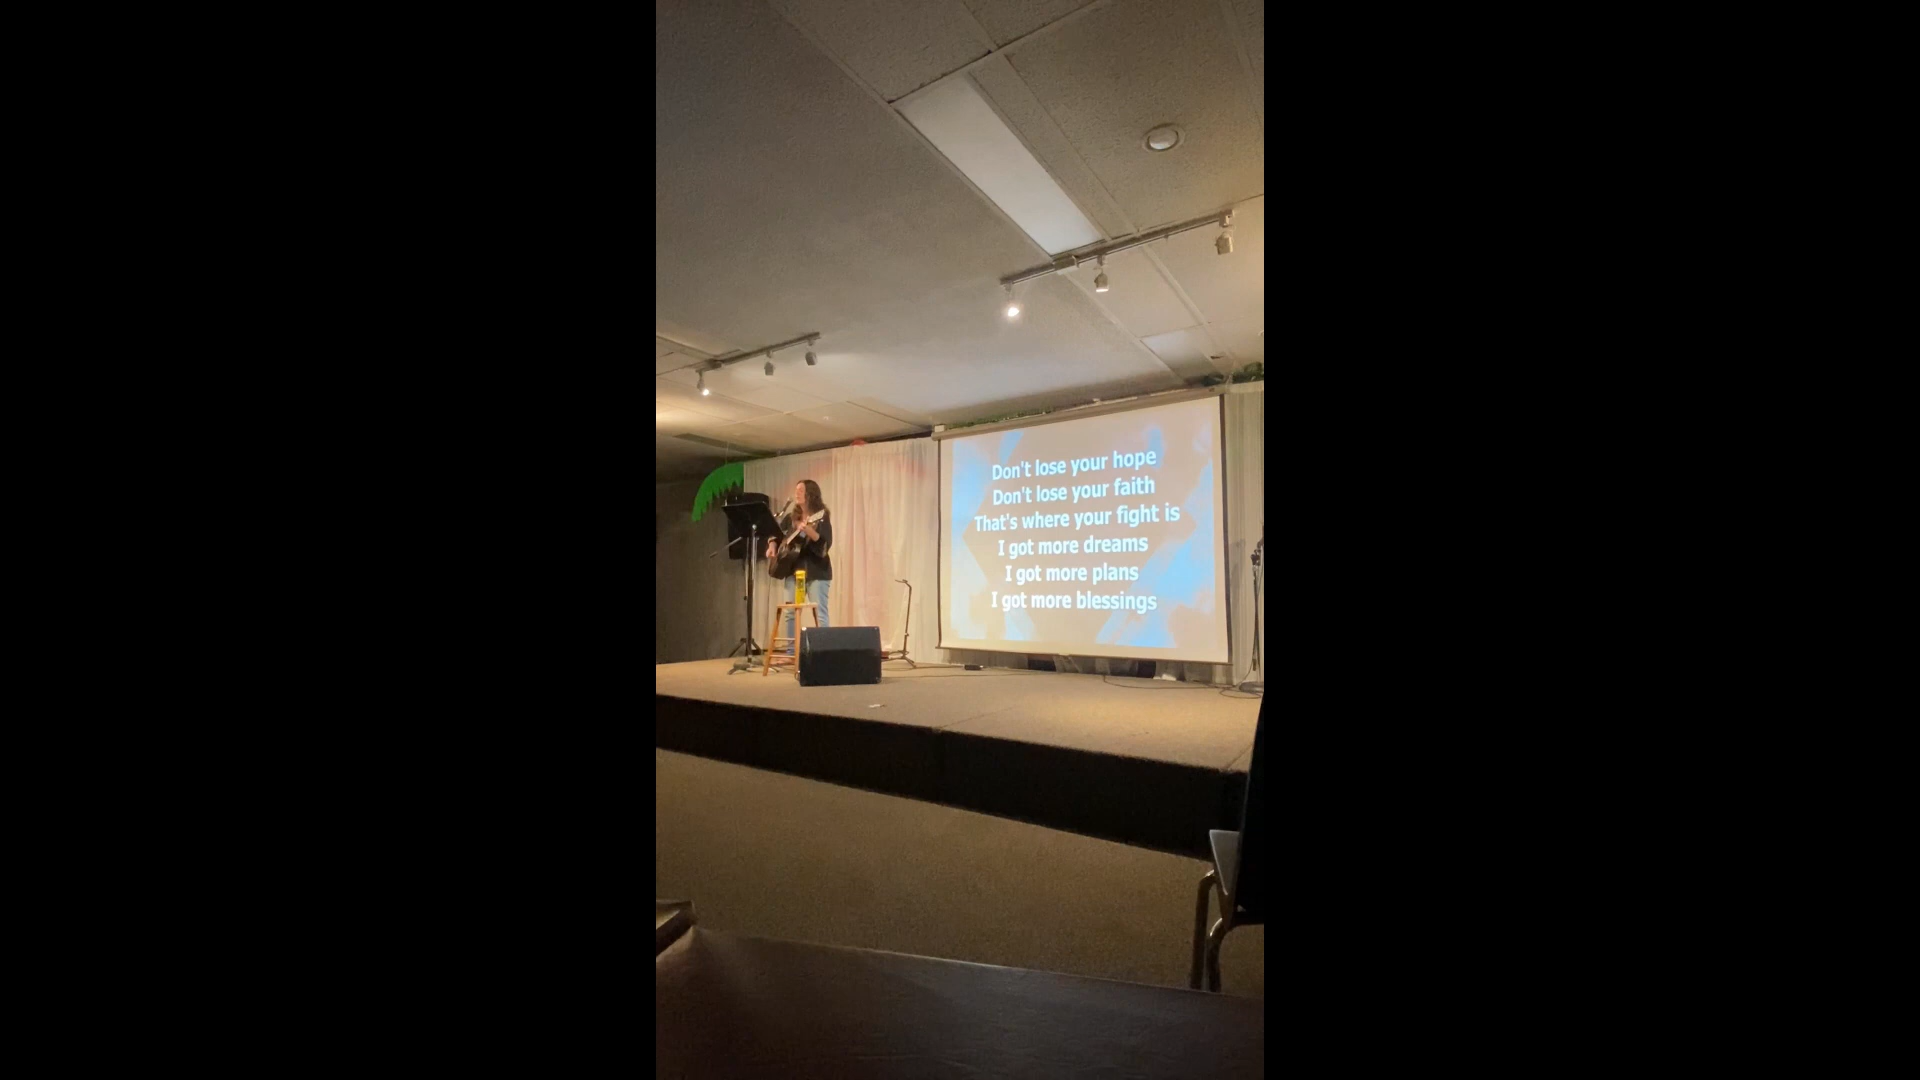 Don't lose your hope
Don't lose your faith
That's where your fight is
I got more dreams
I got more plans
I got more blessings